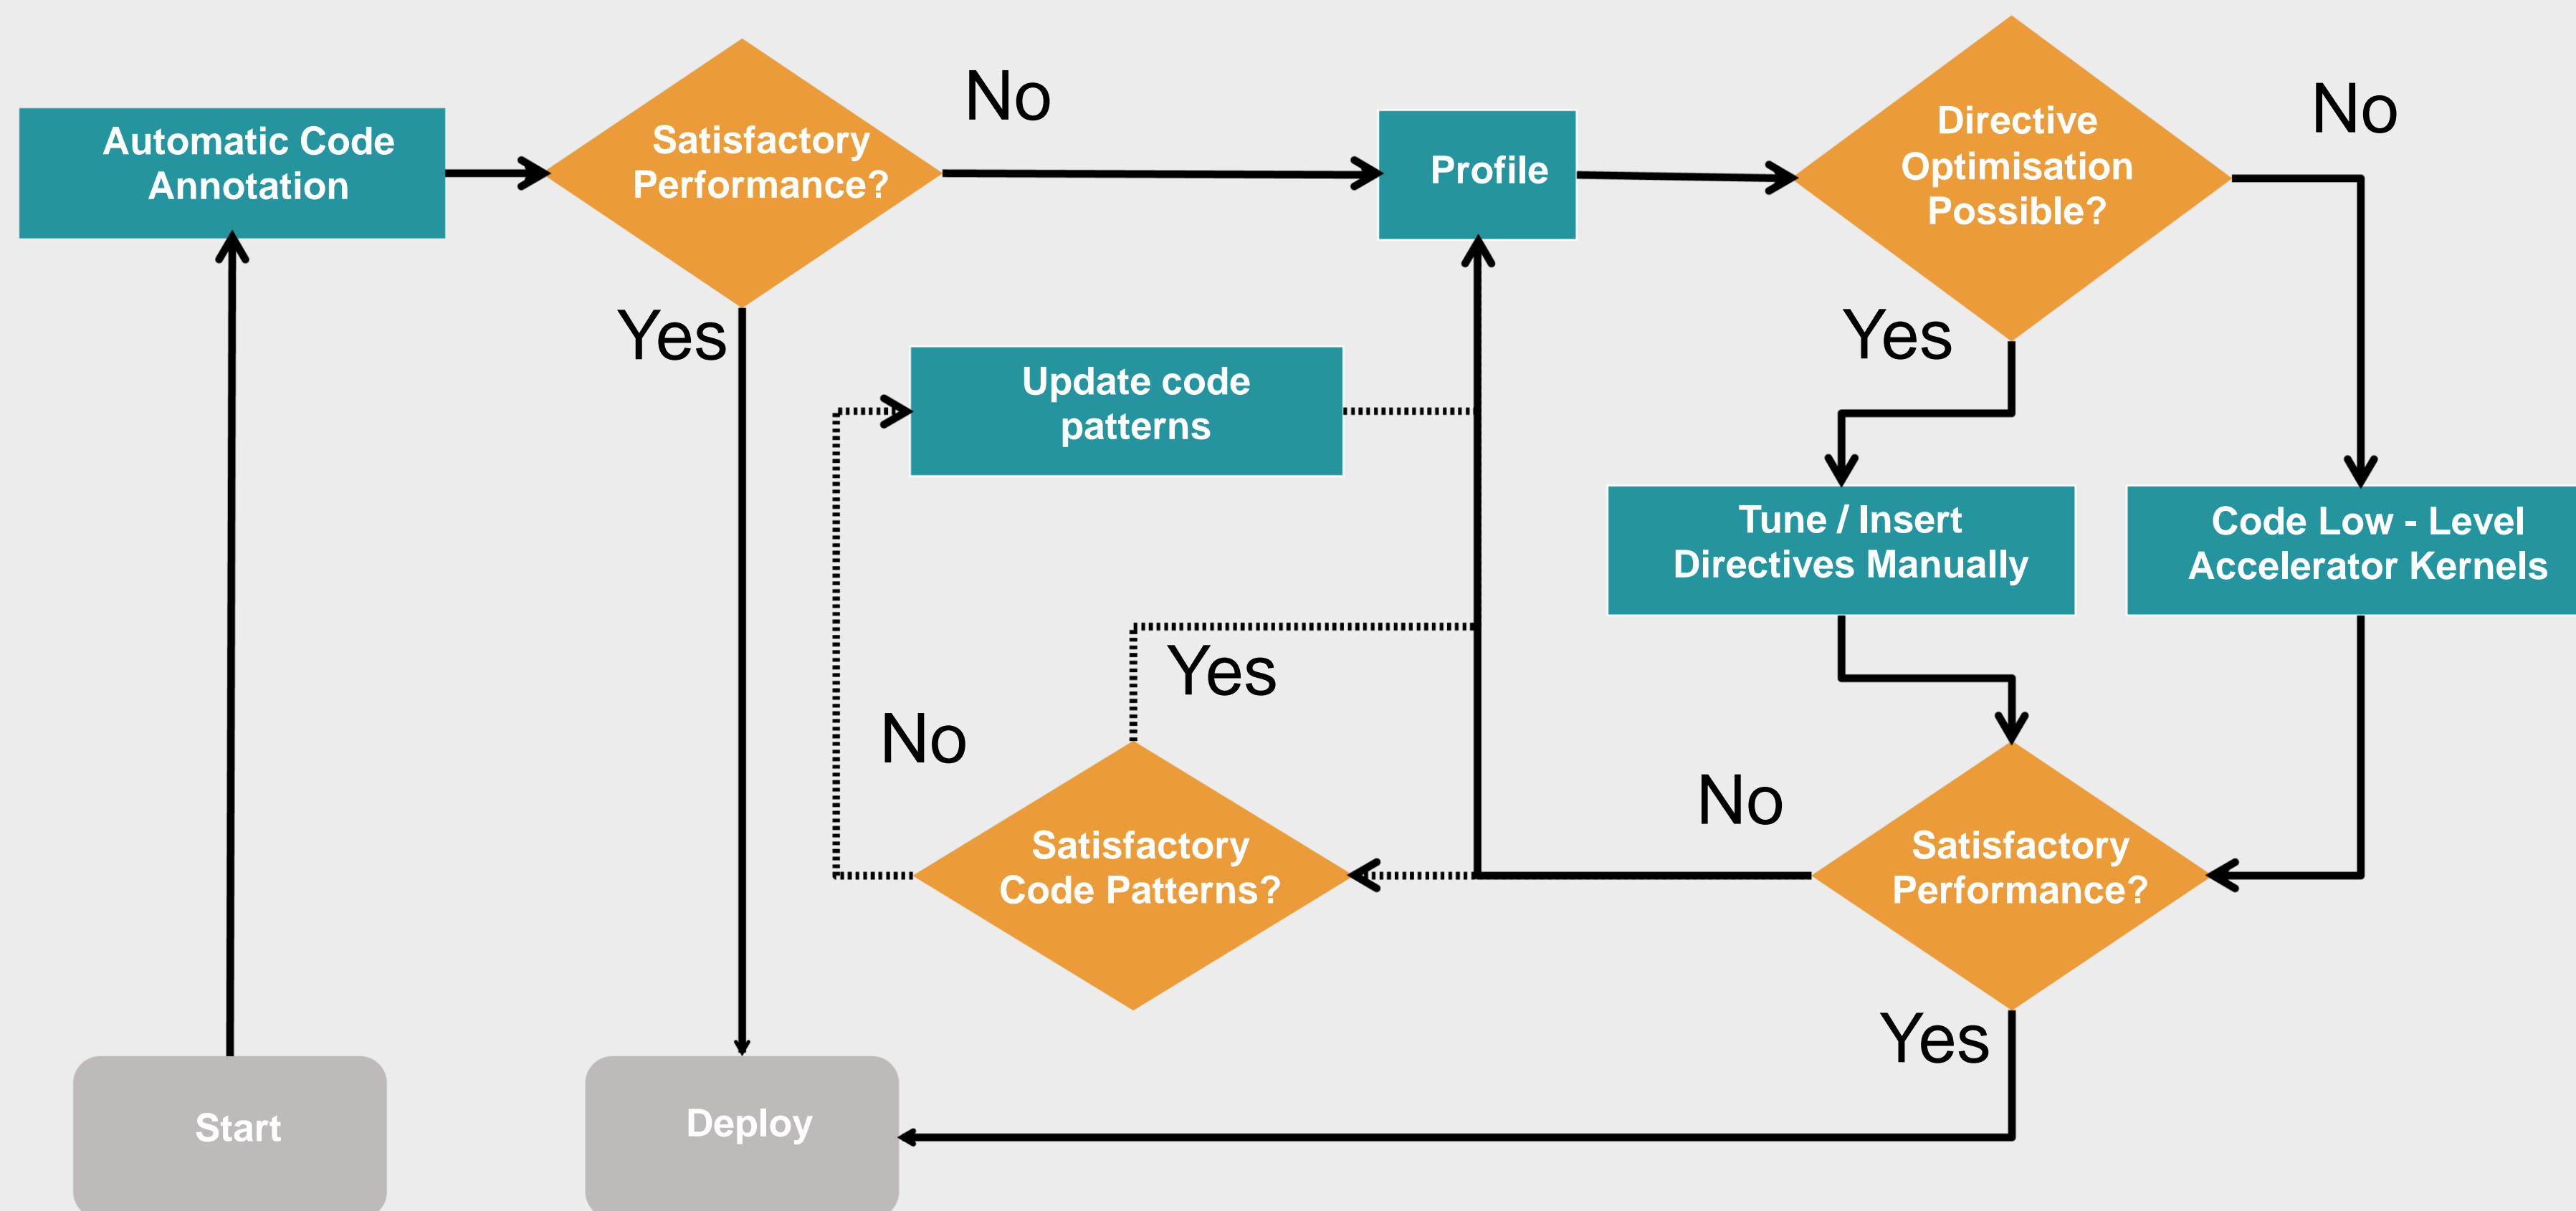 Automatic Code
Annotation
Satisfactory
Performance?
No
Profile
Directive
Optimisation
Possible?
No
Yes
Yes
Update code
patterns
Tune / Insert
Directives Manually
Code Low - Level
Accelerator Kernels
Yes
No
No
Satisfactory
Code Patterns?
Satisfactory
Performance?
Yes
Start
Deploy